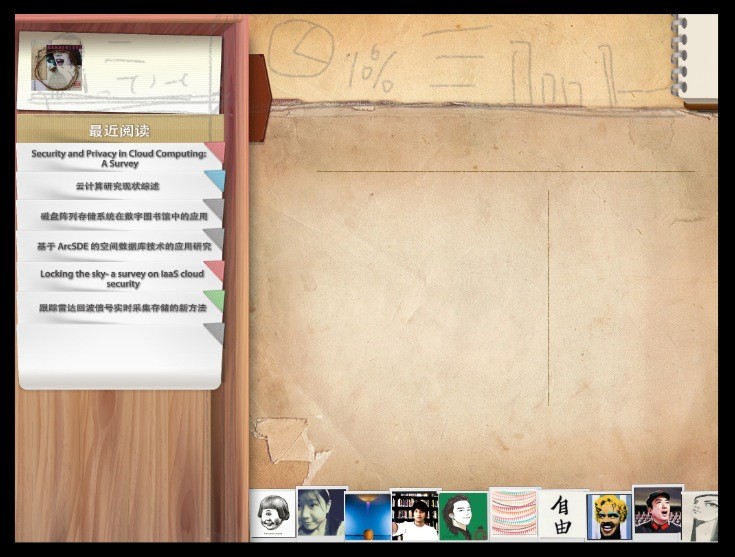 10%
最近阅读
Security and Privacy in Cloud Computing:
A Survey
云计算研究现状综述
磁盘阵列存储系统在数字图书馆中的应用
基于 ArcSDE 的空间数据库技术的应用研究
Locking the sky- a survey on IaaS cloud
security
跟踪雷达回波信号实时采集存储的新方法
自
由